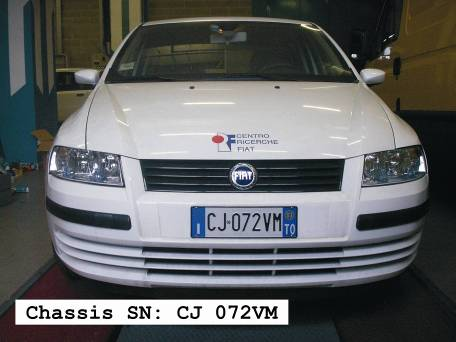 CENTRO
RICERCHE
FIAT
FIAT
I CJ·072VM TO
Chassis SN: CJ 072VM